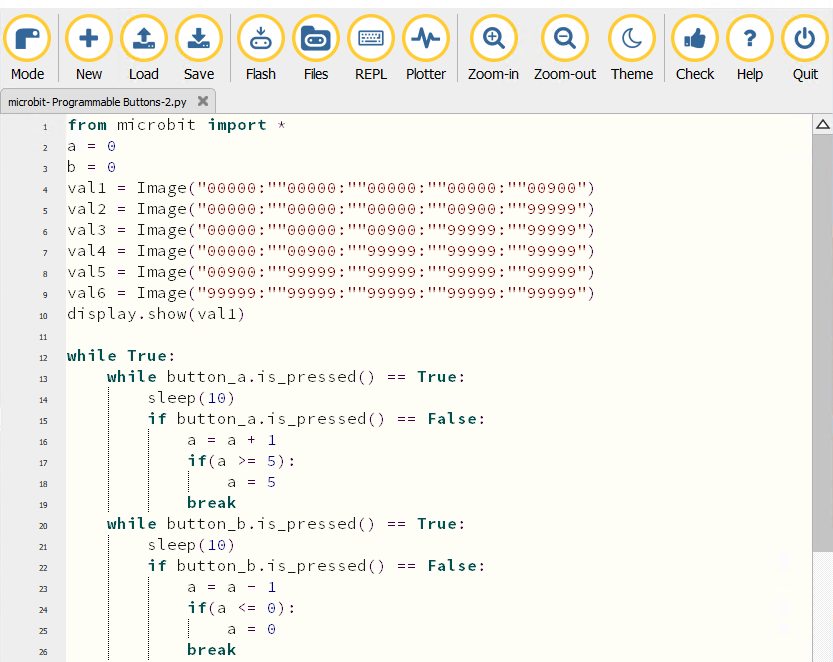 Mode New Load Save Flash Files REPL Plotter Zoom-in Zoom-out Theme Check Help Quit
microbit- Programmable Buttons-2.py
1 from microbit import *
2 a = 0
3 b = 0
4 val1 = Image("00000:""00000:""00000:""00000:""00900")
5 val2 = Image("00000:""00000:""00000:""00900:""99999")
6 val3 = Image("00000:""00000:""00900:""99999:""99999")
7 val4 = Image("00000:""00900:""99999:""99999:""99999")
8 val5 = Image("00900:""99999:""99999:""99999:""99999")
9 val6 = Image("99999:""99999:""99999:""99999:""99999")
10 display.show(val1)
11
12 while True:
13     while button_a.is_pressed() == True:
14         sleep(10)
15         if button_a.is_pressed() == False:
16             a = a + 1
17             if(a >= 5):
18                 a = 5
19             break
20     while button_b.is_pressed() == True:
21         sleep(10)
22         if button_b.is_pressed() == False:
23             a = a - 1
24             if(a <= 0):
25                 a = 0
26             break